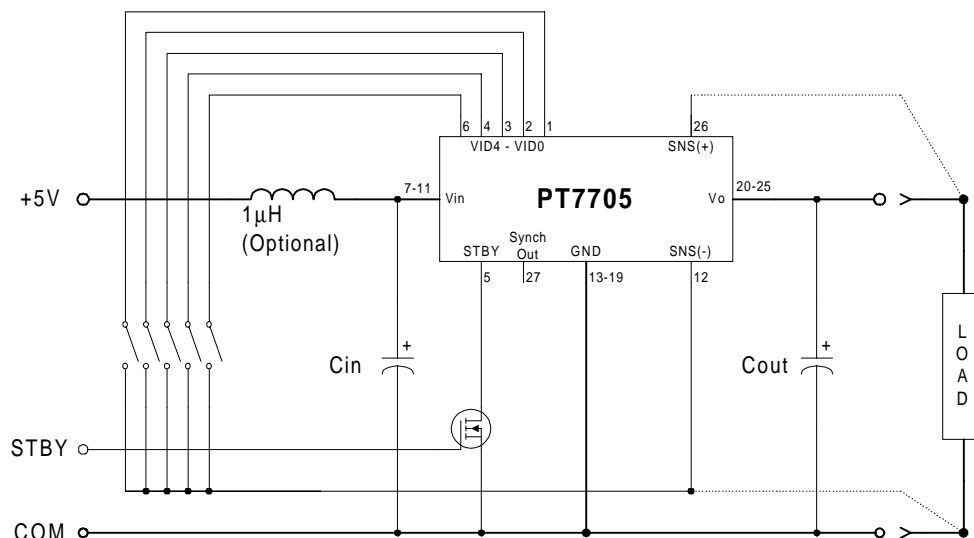 6 4 3 2 1 26
VID4 - VID0 SNS(+)
+5V
1µH
(Optional)
7-11
Vin
PT7705
Vo
20-25
STBY
Synch
Out
GND
SNS(-)
5 27 13-19 12
+
Cin
+
Cout
L
O
A
D
STBY
COM